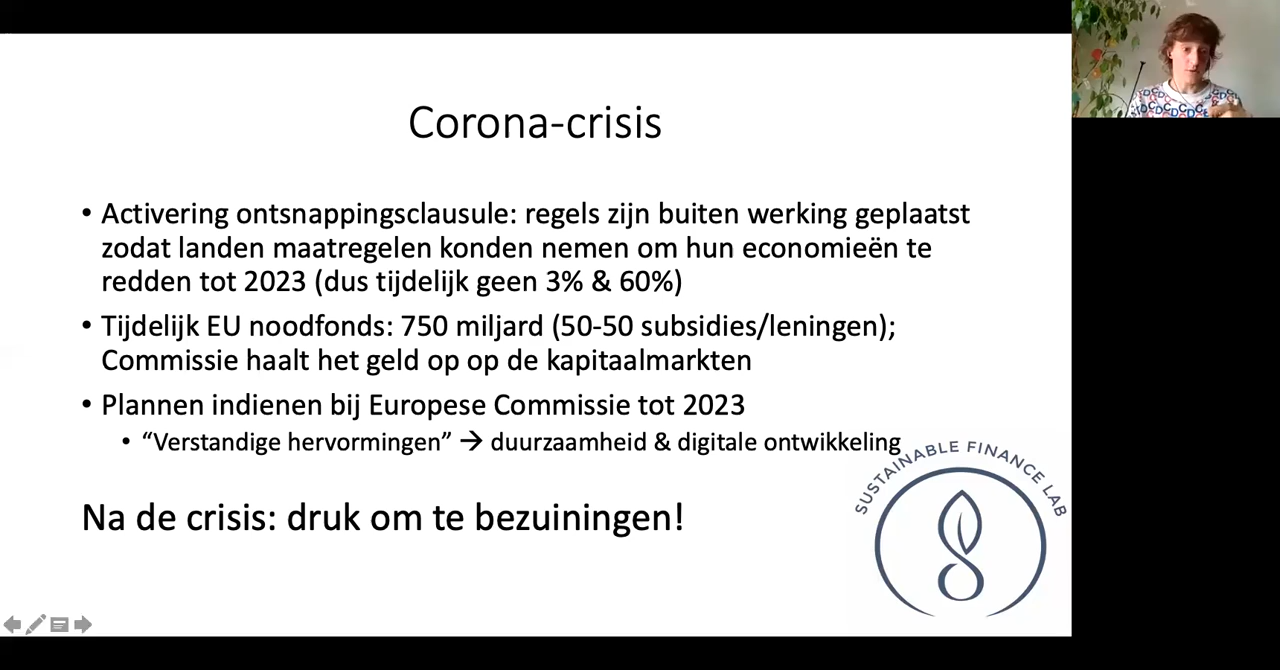 Corona-crisis
• Activering ontsnappingsclausule: regels zijn buiten werking geplaatst
zodat landen maatregelen konden nemen om hun economieën te
redden tot 2023 (dus tijdelijk geen 3% & 60%)
• Tijdelijk EU noodfonds: 750 miljard (50-50 subsidies/leningen);
Commissie haalt het geld op op de kapitaalmarkten
• Plannen indienen bij Europese Commissie tot 2023
• “Verstandige hervormingen” → duurzaamheid & digitale ontwikkeling
SUSTAINABLE FINANCE LAB
Na de crisis: druk om te bezuiningen!